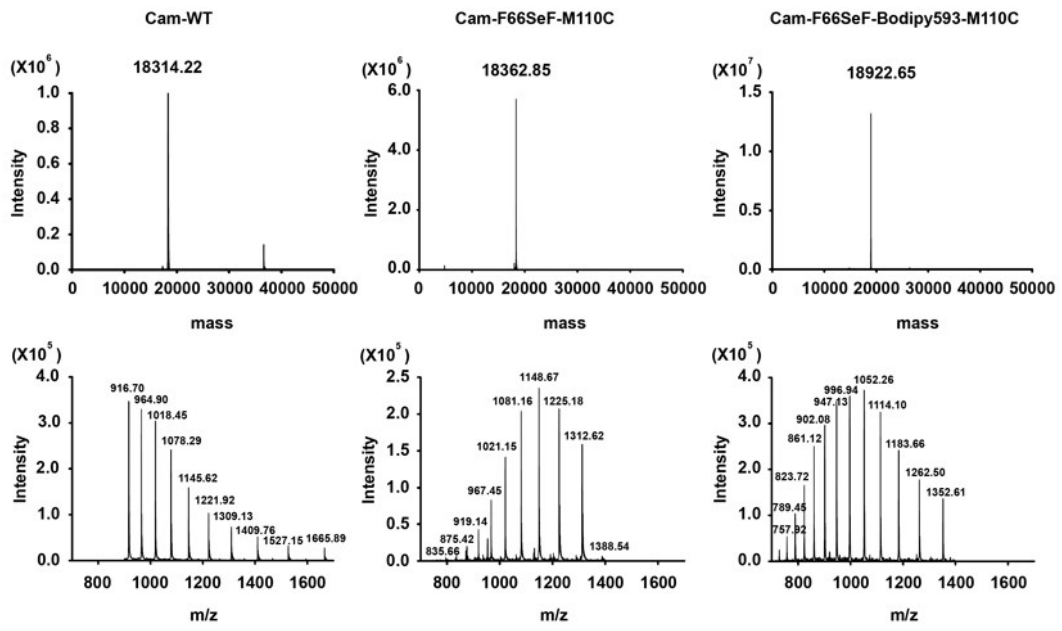 Cam-WT
Cam-F66SeF-M110C
Cam-F66SeF-Bodipy593-M110C
(X10⁶)
18314.22
1.0
0.8
0.6
0.4
0.2
0.0
Intensity
0 10000 20000 30000 40000 50000
mass
(X10⁶)
18362.85
6.0
4.0
2.0
0.0
Intensity
0 10000 20000 30000 40000 50000
mass
(X10⁷)
18922.65
1.5
1.0
0.5
0.0
Intensity
0 10000 20000 30000 40000 50000
mass
(X10⁵)
4.0
3.0
2.0
1.0
0.0
Intensity
916.70
964.90
1018.45
1078.29
1145.62
1221.92
1309.13
1409.76
1527.15
1665.89
800 1000 1200 1400 1600
m/z
(X10⁵)
2.5
2.0
1.5
1.0
0.5
0.0
Intensity
1148.67
1081.16
1225.18
1021.15
1312.62
967.45
919.14
875.42
835.66
1388.54
800 1000 1200 1400 1600
m/z
(X10⁵)
4.0
3.0
2.0
1.0
0.0
Intensity
1052.26
996.94
947.13
1114.10
902.08
861.12
1183.66
823.72
1262.50
789.45
1352.61
757.92
800 1000 1200 1400 1600
m/z